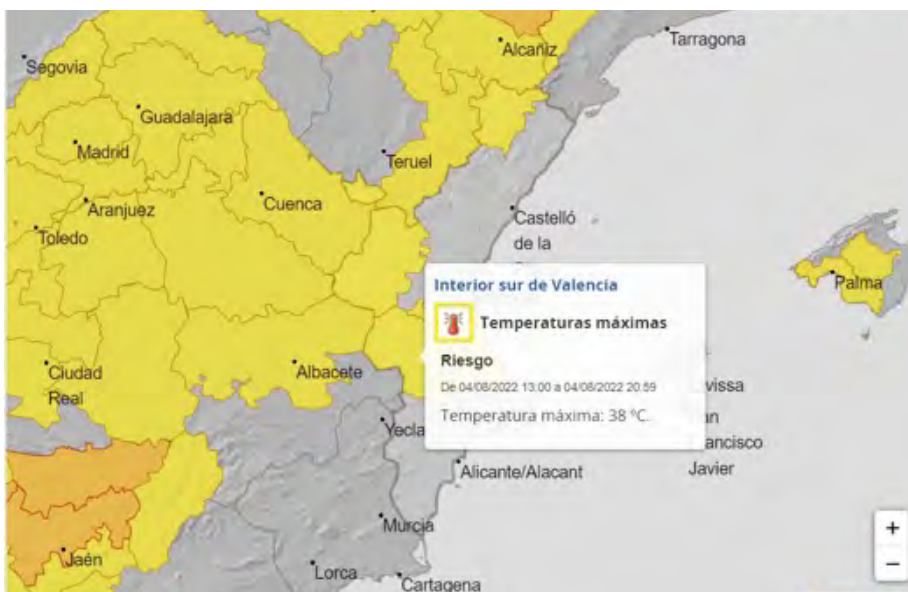 Tarragona
Alcañiz
Segovia
Guadalajara
Madrid
Teruel
Cuenca
Aranjuez
Castelló
de la
Toledo
Interior sur de Valencia
Palma
Temperaturas máximas
Riesgo
Albacete
Ciudad
Real
De 04/08/2022 13:00 a 04/08/2022 20:59
vissa
Temperatura máxima: 38 ºC.
Yecla
an
ancisco
Javier
Alicante/Alacant
Murcia
+
−
Jaén
Lorca
Cartagena